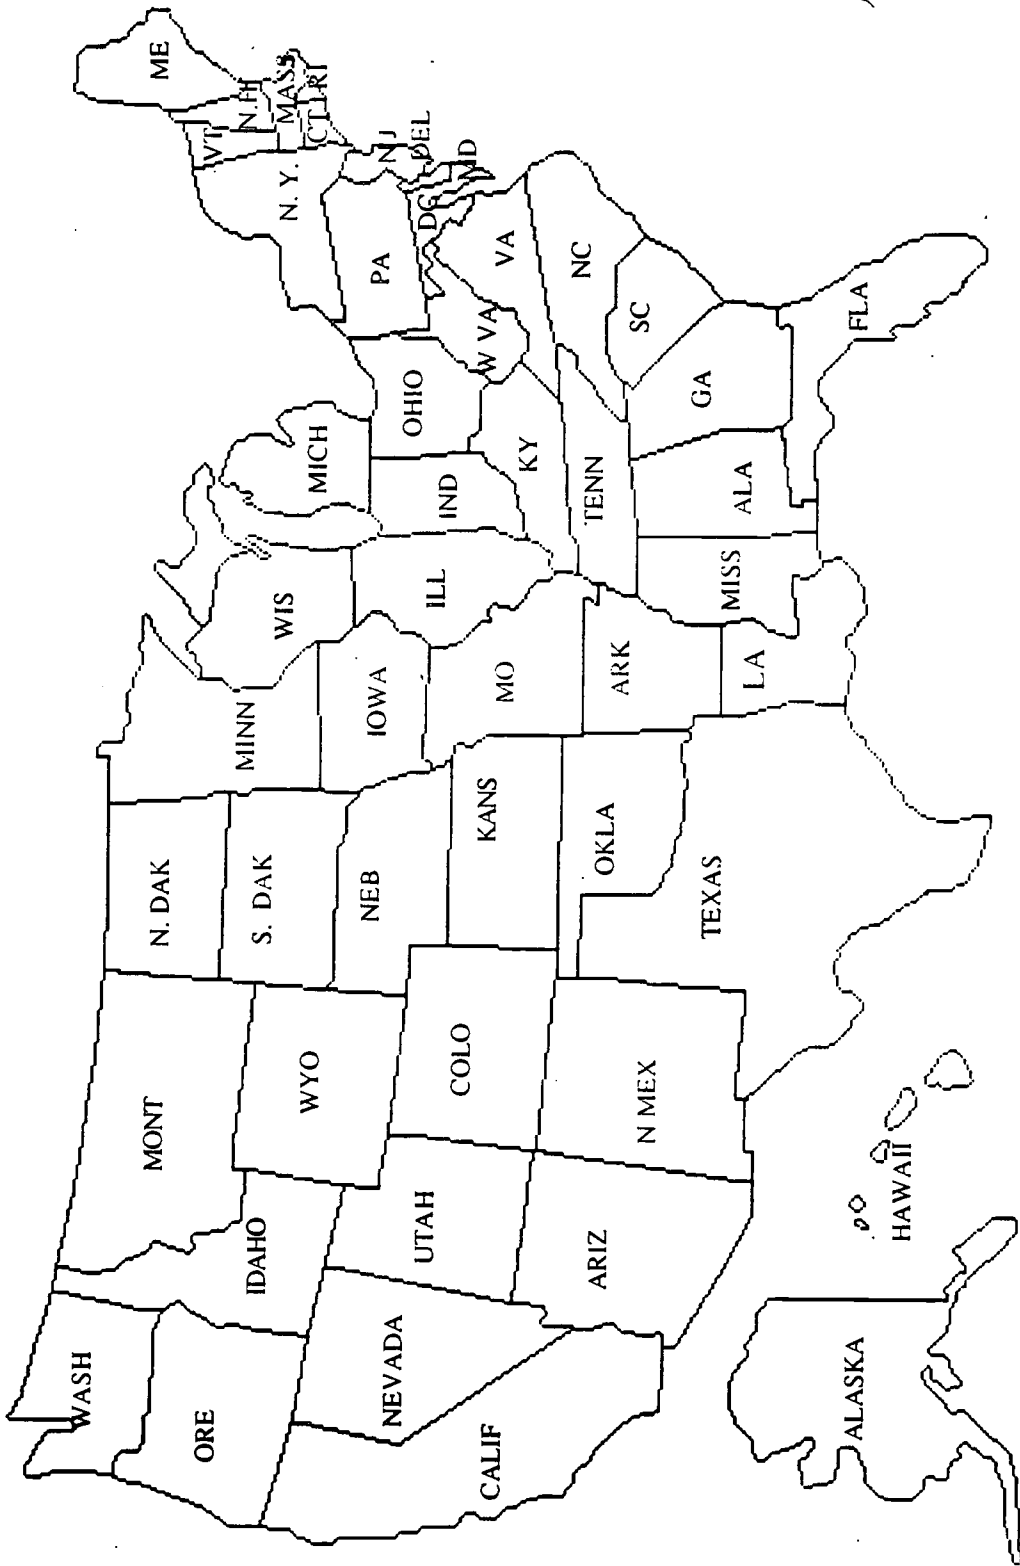 WASH
ORE
CALIF
NEVADA
IDAHO
MONT
WYO
UTAH
ARIZ
COLO
N MEX
N. DAK
S. DAK
NEB
KANS
OKLA
TEXAS
MINN
IOWA
MO
ARK
LA
WIS
ILL
MICH
IND
OHIO
KY
TENN
MISS
ALA
GA
FLA
SC
NC
VA
W VA
PA
N. Y.
VT
N.H
ME
MASS
CT
RI
NJ
DEL
MD
DC
ALASKA
HAWAII